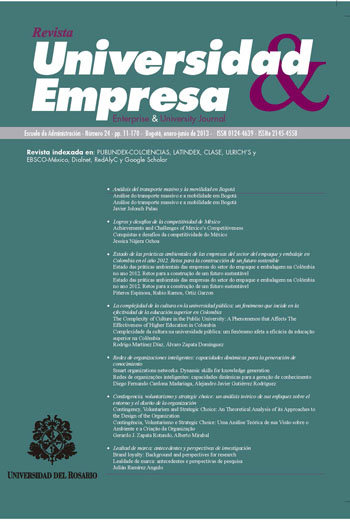 Revista
Universidad
&
Empresa
Enterprise & University Journal
Escuela de Administración - Número 24 - pp. 11-170 - Bogotá, enero-junio de 2013 - ISSN 0124-4639 - ISSNe 2145-4558
Revista indexada en: PUBLINDEX-COLCIENCIAS, LATINDEX, CLASE, ULRICH'S y
EBSCO-México, Dialnet, RedAlyC y Google Scholar
• Análisis del transporte masivo y la movilidad en Bogotá
Análise do transporte massivo e a mobilidade em Bogotá
Análise do transporte massivo e a mobilidade em Bogotá
Javier Jolonch Palau
• Logros y desafíos de la competitividad de México
Achievements and Challenges of Mexico's Competitiveness
Conquistas e desafios da competitividade do México
Jessica Nájera Ochoa
• Estado de las prácticas ambientales de las empresas del sector del empaque y embalaje en
Colombia en el año 2012. Retos para la construcción de un futuro sostenible
Estado das práticas ambientais das empresas do setor do empaque e embalagem na Colômbia
no ano 2012. Retos para a construção de um futuro sustentável
Estado das práticas ambientais das empresas do setor do empaque e embalagem na Colômbia
no ano 2012. Retos para a construção de um futuro sustentável
Piñeros Espinosa, Rubio Ramos, Ortiz Garzon
• La complejidad de la cultura en la universidad pública: un fenómeno que incide en la
efectividad de la educación superior en Colombia
The Complexity of Culture in the Public University: A Phenomenon that Affects The
Effectiveness of Higher Education in Colombia
Complexidade da cultura na universidade pública: um fenômeno afeta a eficácia da educação
superior na Colômbia
Rodrigo Martínez Díaz, Álvaro Zapata Domínguez
• Redes de organizaciones inteligentes: capacidades dinámicas para la generación de
conocimiento
Smart organizations networks. Dynamic skills for knowledge generation
Redes de organizações inteligentes: capacidades dinâmicas para a geração de conhecimento
Diego Fernando Cardona Madariaga, Alejandro Javier Gutiérrez Rodríguez
• Contingencia, voluntarismo y strategic choice: un análisis teórico de sus enfoques sobre el
entorno y el diseño de la organización
Contingency, Voluntarism and Strategic Choice: An Theoretical Analysis of its Approaches to
the Design of the Organization
Contingência, Voluntarismo e Strategic Choice: Uma Análise Teórica de sua Visão sobre o
Ambiente e a Criação da Organização
Gerardo J. Zapata Rotundo, Alberto Mirabal
• Lealtad de marca: antecedentes y perspectivas de investigación
Brand loyalty: Background and perspectives for research
Lealdade de marca: antecedentes e perspectivas de pesquisa
Julián Ramírez Angulo
UNIVERSIDAD DEL ROSARIO